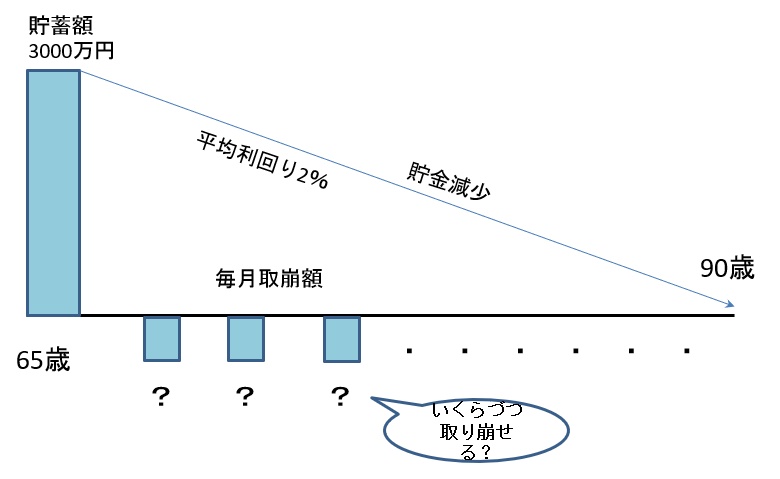 貯蓄額
3000万円
平均利回り2%
貯金減少
90歳
毎月取崩額
65歳
・ ・ ・ ・ ・ ・
? ? ?
いくらづつ
取り崩せ
る?